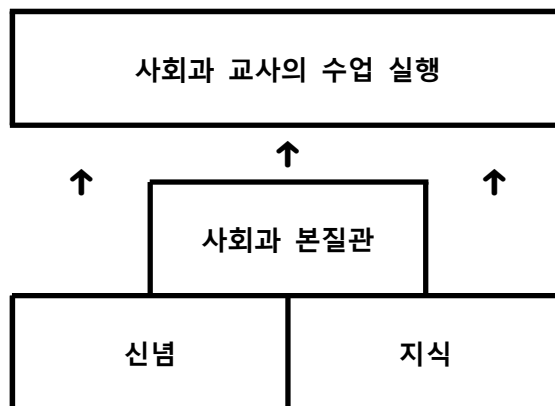 사회과 교사의 수업 실행
↑
↑ ↑
사회과 본질관
신념 지식